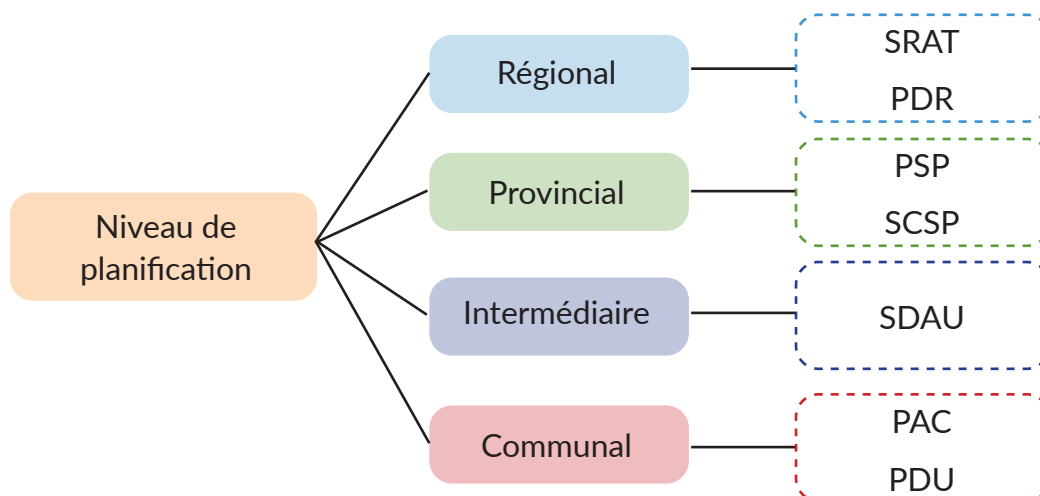 Niveau de
planification
Régional
SRAT
PDR
Provincial
PSP
SCSP
Intermédiaire
SDAU
Communal
PAC
PDU